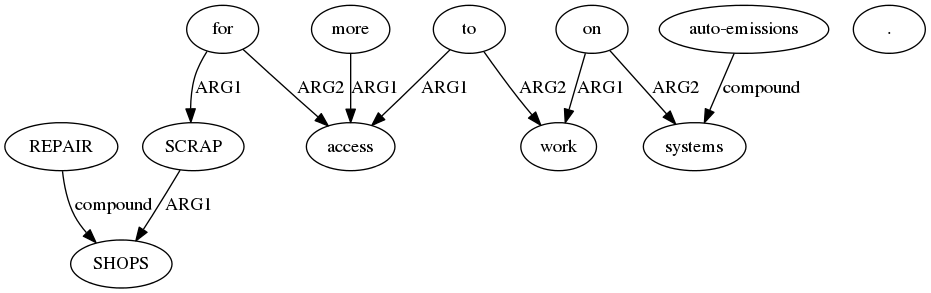 for more to on auto-emissions .
ARG1 ARG2 ARG1 ARG1 ARG2 ARG1 ARG2 compound
REPAIR SCRAP access work systems
compound ARG1
SHOPS